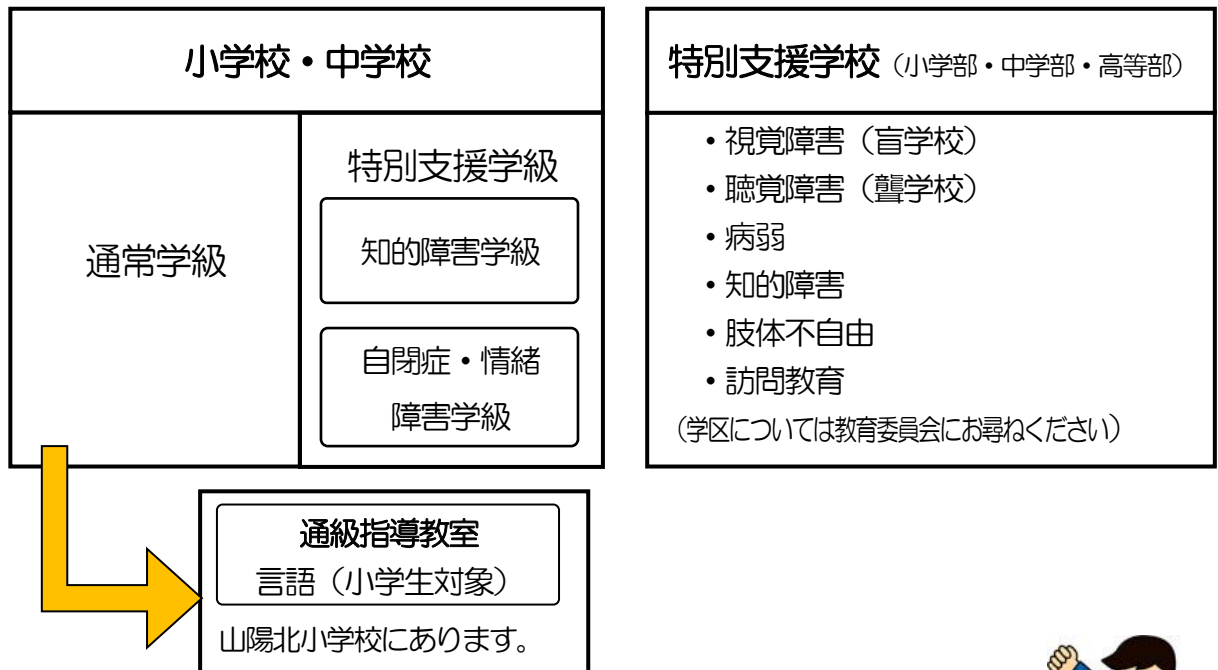 小学校・中学校
通常学級
特別支援学級
知的障害学級
自閉症・情緒
障害学級
通級指導教室
言語（小学生対象）
山陽北小学校にあります。
特別支援学校（小学部・中学部・高等部）
・視覚障害（盲学校）
・聴覚障害（聾学校）
・病弱
・知的障害
・肢体不自由
・訪問教育
（学区については教育委員会にお尋ねください）